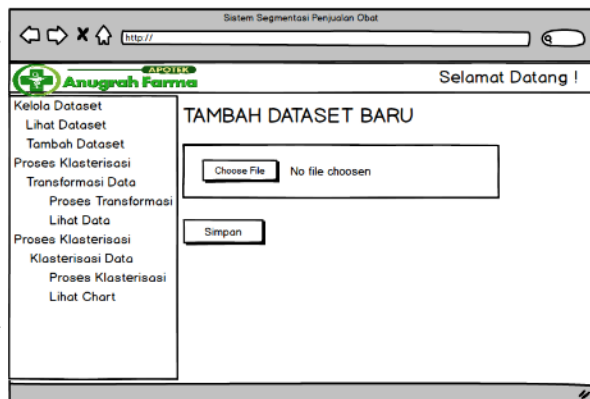 Sistem Segmentasi Penjualan Obat
http://
APOTEK
Anugrah Farma
Selamat Datang !
Kelola Dataset
Lihat Dataset
Tambah Dataset
Proses Klasterisasi
Transformasi Data
Proses Transformasi
Lihat Data
Proses Klasterisasi
Klasterisasi Data
Proses Klasterisasi
Lihat Chart
TAMBAH DATASET BARU
Choose File No file choosen
Simpan